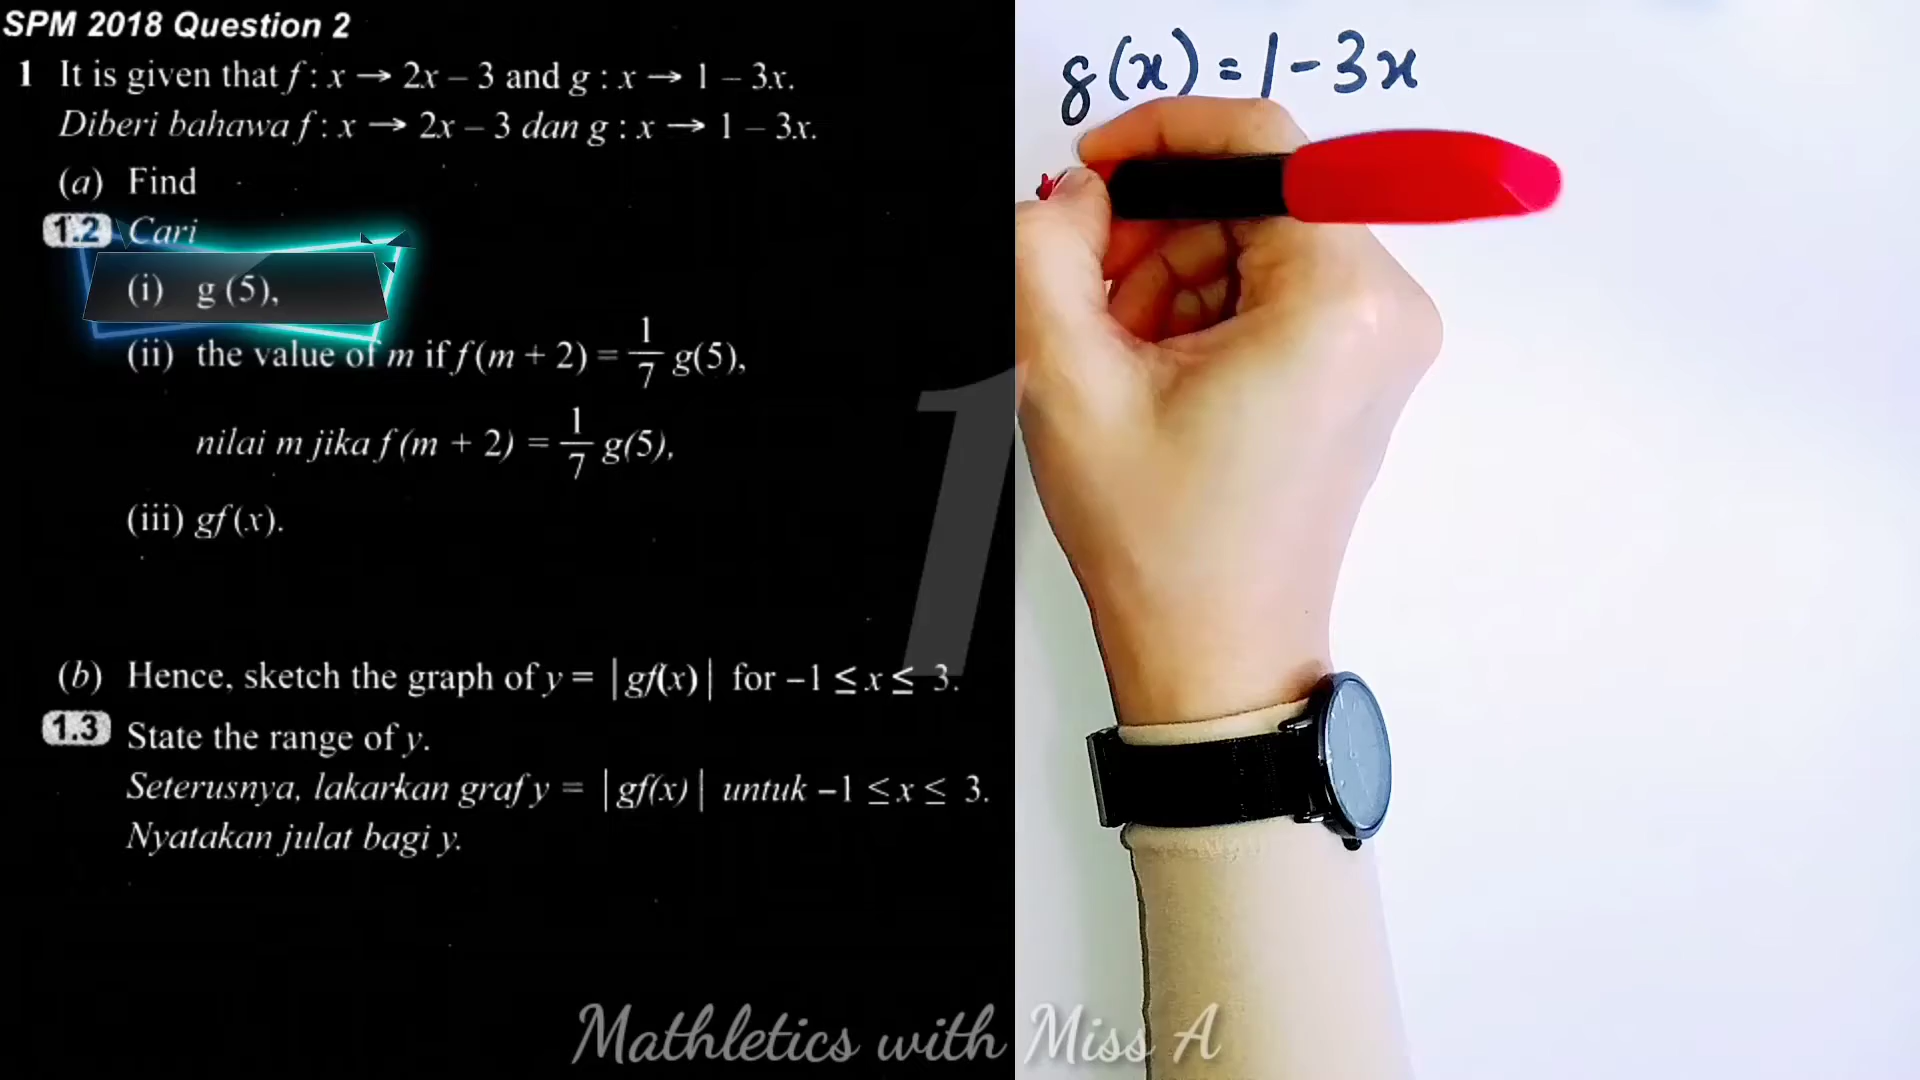 SPM 2018 Question 2
1 It is given that f : x → 2x – 3 and g : x → 1 – 3x.
Diberi bahawa f : x → 2x – 3 dan g : x → 1 – 3x.
(a) Find
1.2 Cari
(i) g (5),
(ii) the value of m if f(m + 2) = 1/7 g(5),
nilai m jika f (m + 2) = 1/7 g(5),
(iii) gf (x).
(b) Hence, sketch the graph of y = |gf(x)| for –1 ≤ x ≤ 3.
1.3 State the range of y.
Seterusnya, lakarkan graf y = |gf(x)| untuk –1 ≤ x ≤ 3.
Nyatakan julat bagi y.
g(x) = 1 - 3x
1
Mathletics with Miss A